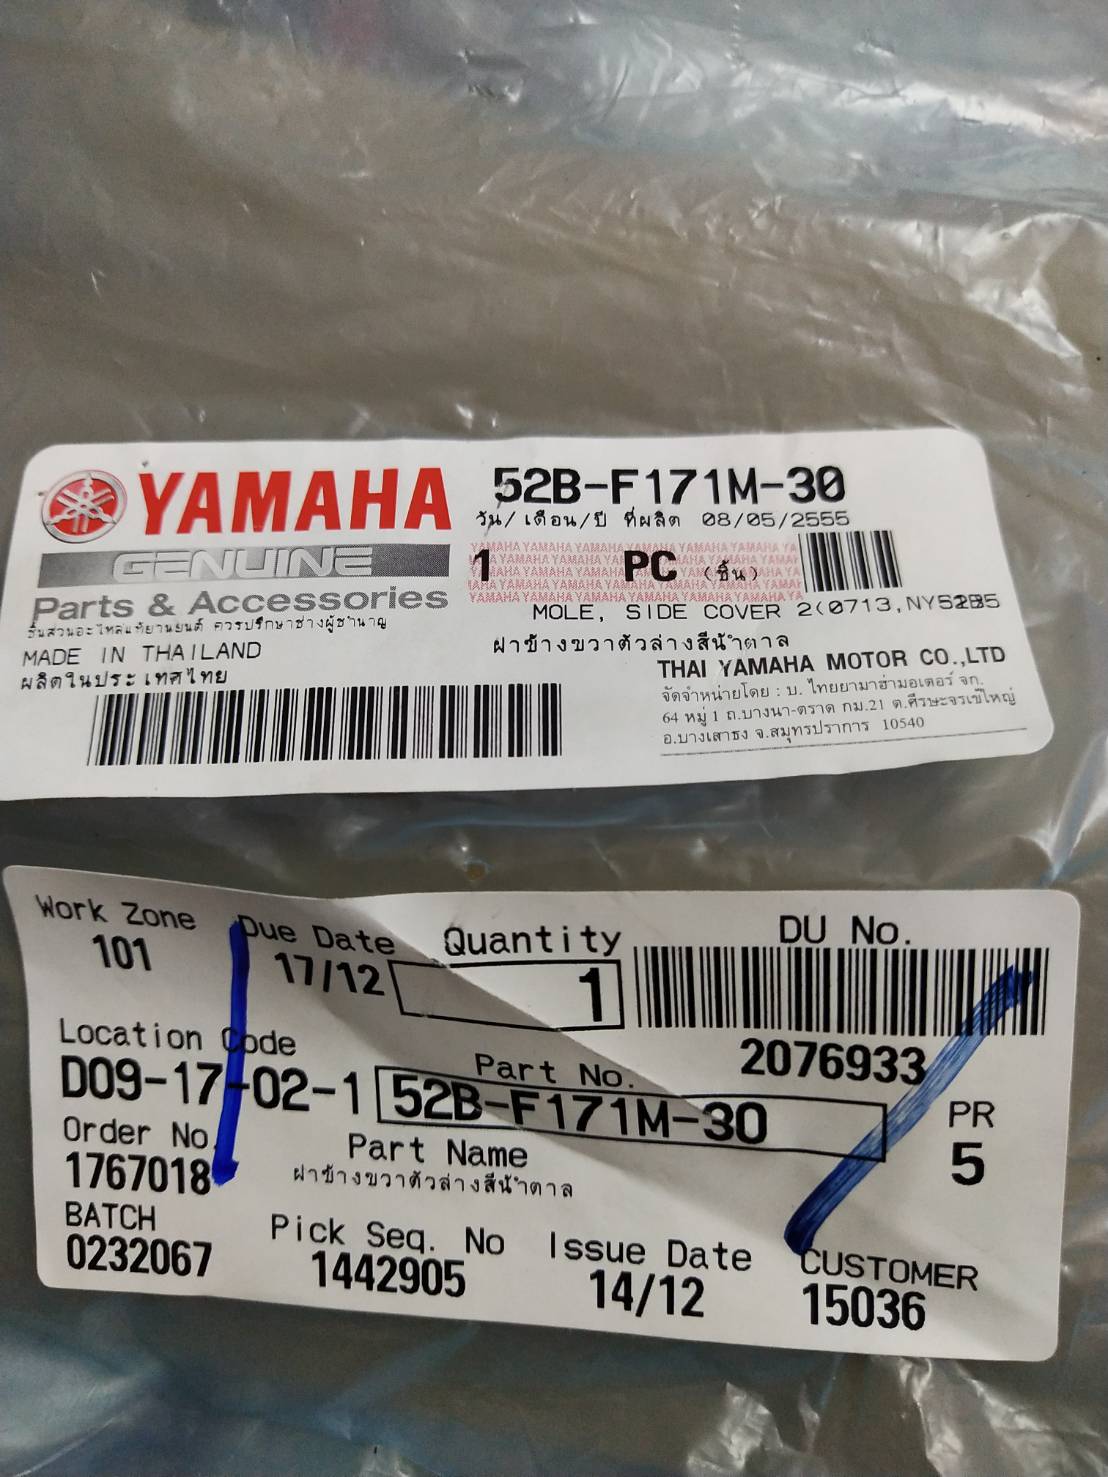 YAMAHA
GENUINE
Parts & Accessories
ชิ้นส่วนอะไหล่แท้ยานยนต์ ควรปรึกษาช่างผู้ชำนาญ
MADE IN THAILAND
ผลิตในประเทศไทย
52B-F171M-30
วัน/เดือน/ปี ที่ผลิต 08/05/2555
1 PC (ชิ้น)
MOLE, SIDE COVER 2(0713,NY5
ฝาข้างขวาตัวล่างสีน้ำตาล
THAI YAMAHA MOTOR CO.,LTD
จัดจำหน่ายโดย : บ. ไทยยามาฮ่ามอเตอร์ จก.
64 หมู่ 1 ถ.บางนา-ตราด กม.21 ต.ศีรษะจรเข้ใหญ่
อ.บางเสาธง จ.สมุทรปราการ 10540
Work Zone
101
Due Date
17/12
Quantity
1
DU No.
2076933
Location Code
D09-17-02-1
Part No.
52B-F171M-30
PR
5
Order No.
1767018
Part Name
ฝาข้างขวาตัวล่างสีน้ำตาล
BATCH
0232067
Pick Seq. No
1442905
Issue Date
14/12
CUSTOMER
15036